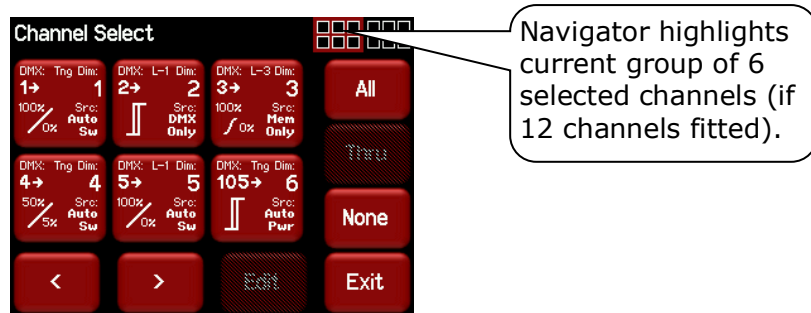 Channel Select
Navigator highlights
current group of 6
selected channels (if
12 channels fitted).
DMX: Tng Dim:
1→ 1
100% Src:
0% Auto
Sw
DMX: L-1 Dim:
2→ 2
Src:
DMX
Only
DMX: L-3 Dim:
3→ 3
100% Src:
0% Mem
Only
All
Thru
DMX: Tng Dim:
4→ 4
50% Src:
5% Auto
Sw
DMX: L-1 Dim:
5→ 5
100% Src:
0% Auto
Sw
DMX: Tng Dim:
105→ 6
Src:
Auto
Pwr
None
< > Edit Exit